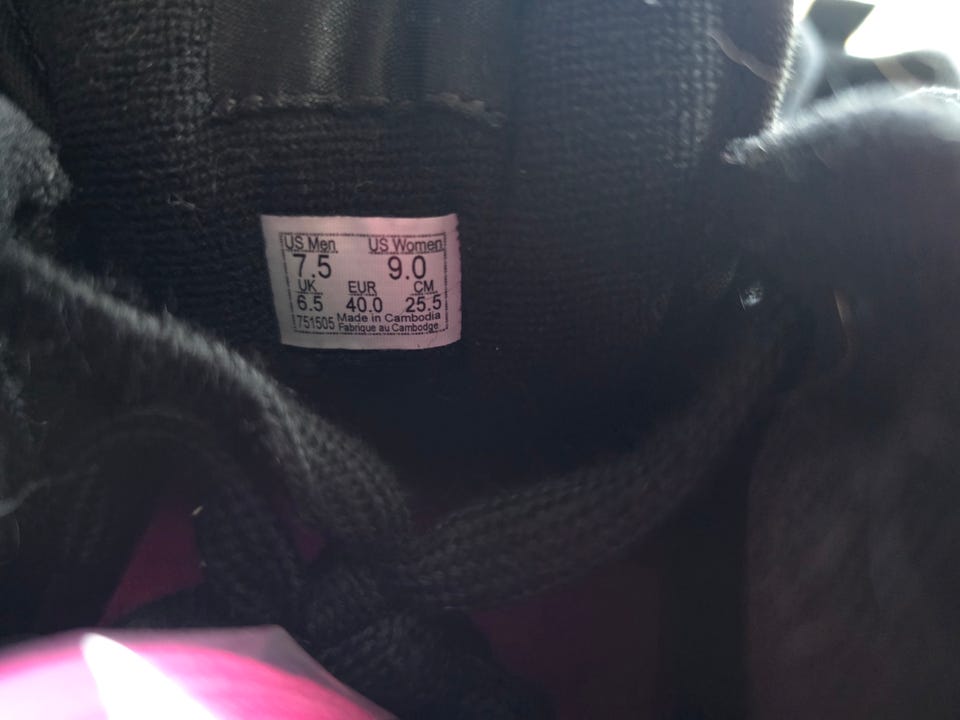 US Men US Women
7.5 9.0
UK EUR CM
6.5 40.0 25.5
751505 Made in Cambodia
Fabrique au Cambodge